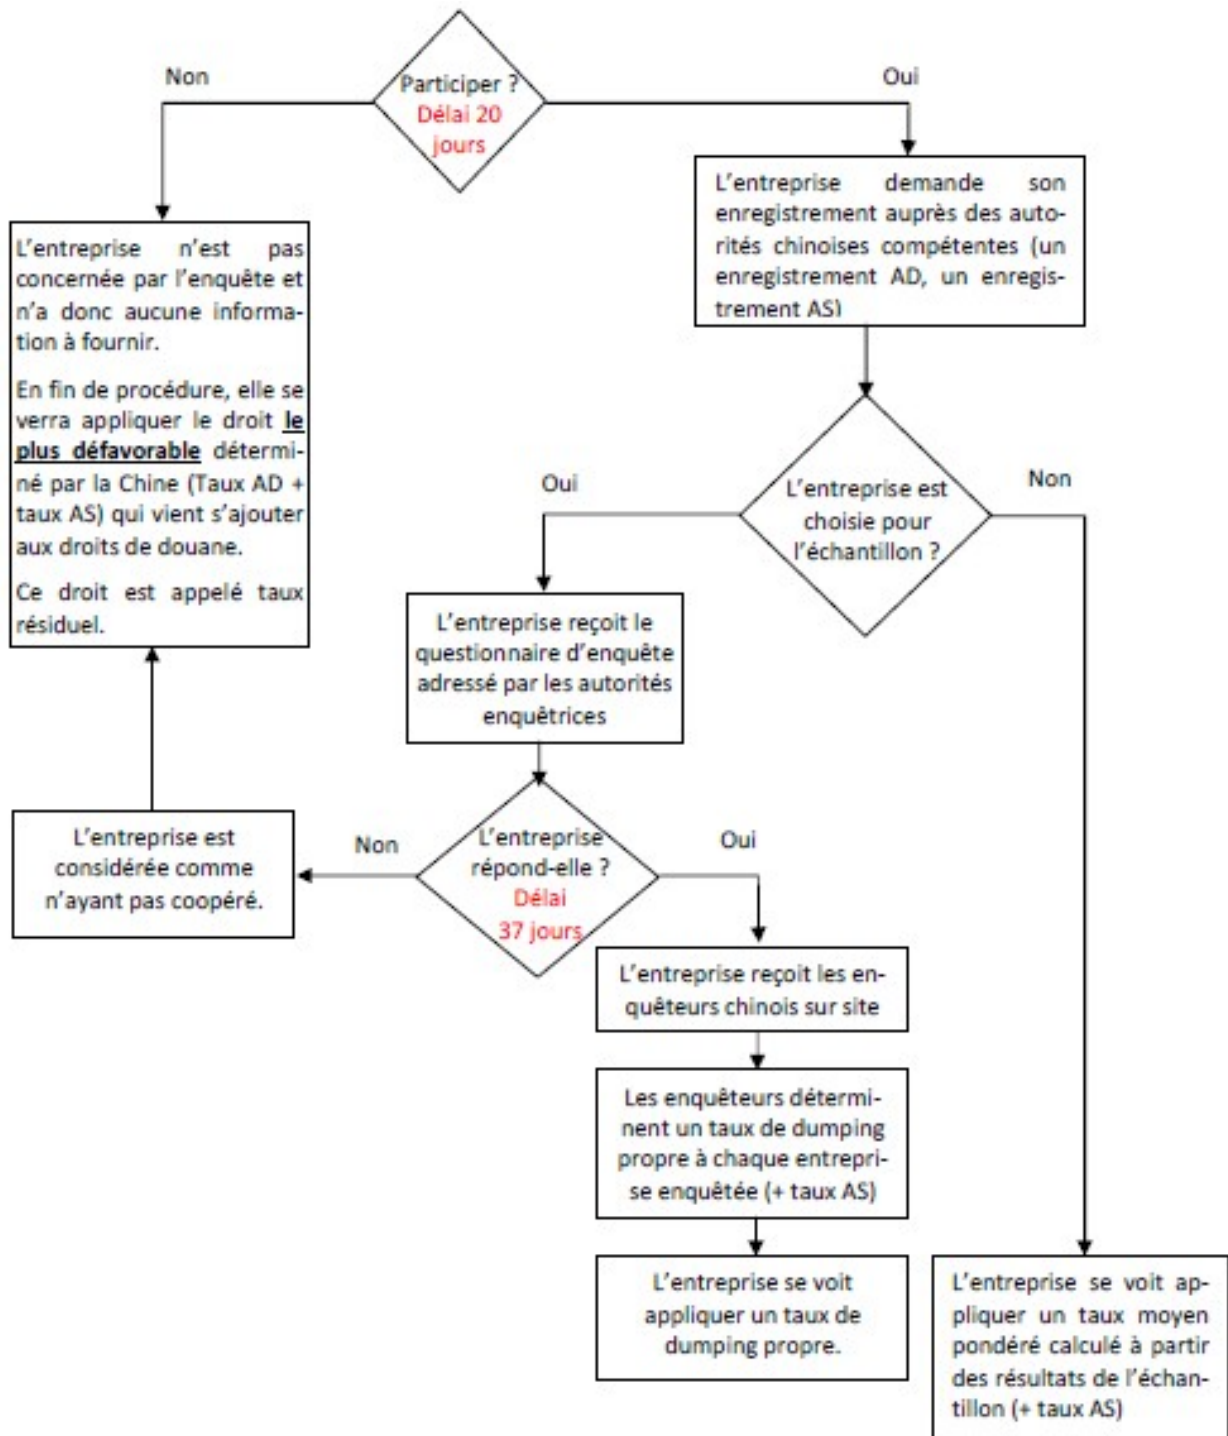 Non
Participer ?
Délai 20
jours
Oui
L'entreprise demande son
enregistrement auprès des auto-
rités chinoises compétentes (un
enregistrement AD, un enregis-
trement AS)
L'entreprise n'est pas
concernée par l'enquête et
n'a donc aucune informa-
tion à fournir.
En fin de procédure, elle se
verra appliquer le droit le
plus défavorable détermi-
né par la Chine (Taux AD +
taux AS) qui vient s'ajouter
aux droits de douane.
Ce droit est appelé taux
résiduel.
Oui
L'entreprise est
choisie pour
l'échantillon ?
Non
L'entreprise reçoit le
questionnaire d'enquête
adressé par les autorités
enquêtrices
L'entreprise est
considérée comme
n'ayant pas coopéré.
Non
L'entreprise
répond-elle ?
Délai
37 jours
Oui
L'entreprise reçoit les en-
quêteurs chinois sur site
Les enquêteurs détermi-
nent un taux de dumping
propre à chaque entrepri-
se enquêtée (+ taux AS)
L'entreprise se voit
appliquer un taux de
dumping propre.
L'entreprise se voit ap-
pliquer un taux moyen
pondéré calculé à partir
des résultats de l'échan-
tillon (+ taux AS)